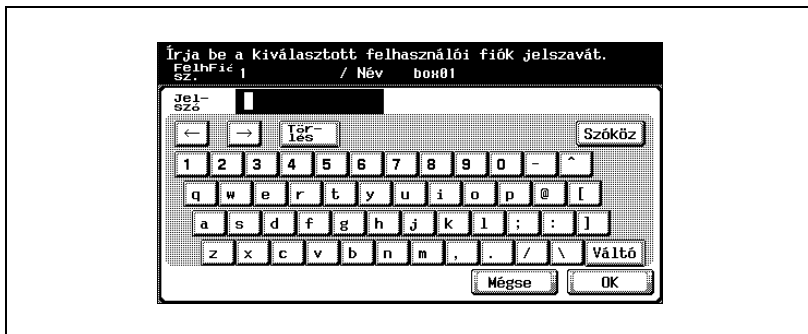 Írja be a kiválasztott felhasználói fiók jelszavát.
FelhFić
sz. 1 / Név box01
Jel-
szó
← → Tör-
lés Szóköz
1 2 3 4 5 6 7 8 9 0 - ^
q w e r t y u i o p @ [
a s d f g h j k l ; : ]
z x c v b n m , . / \ Váltó
Mégse OK